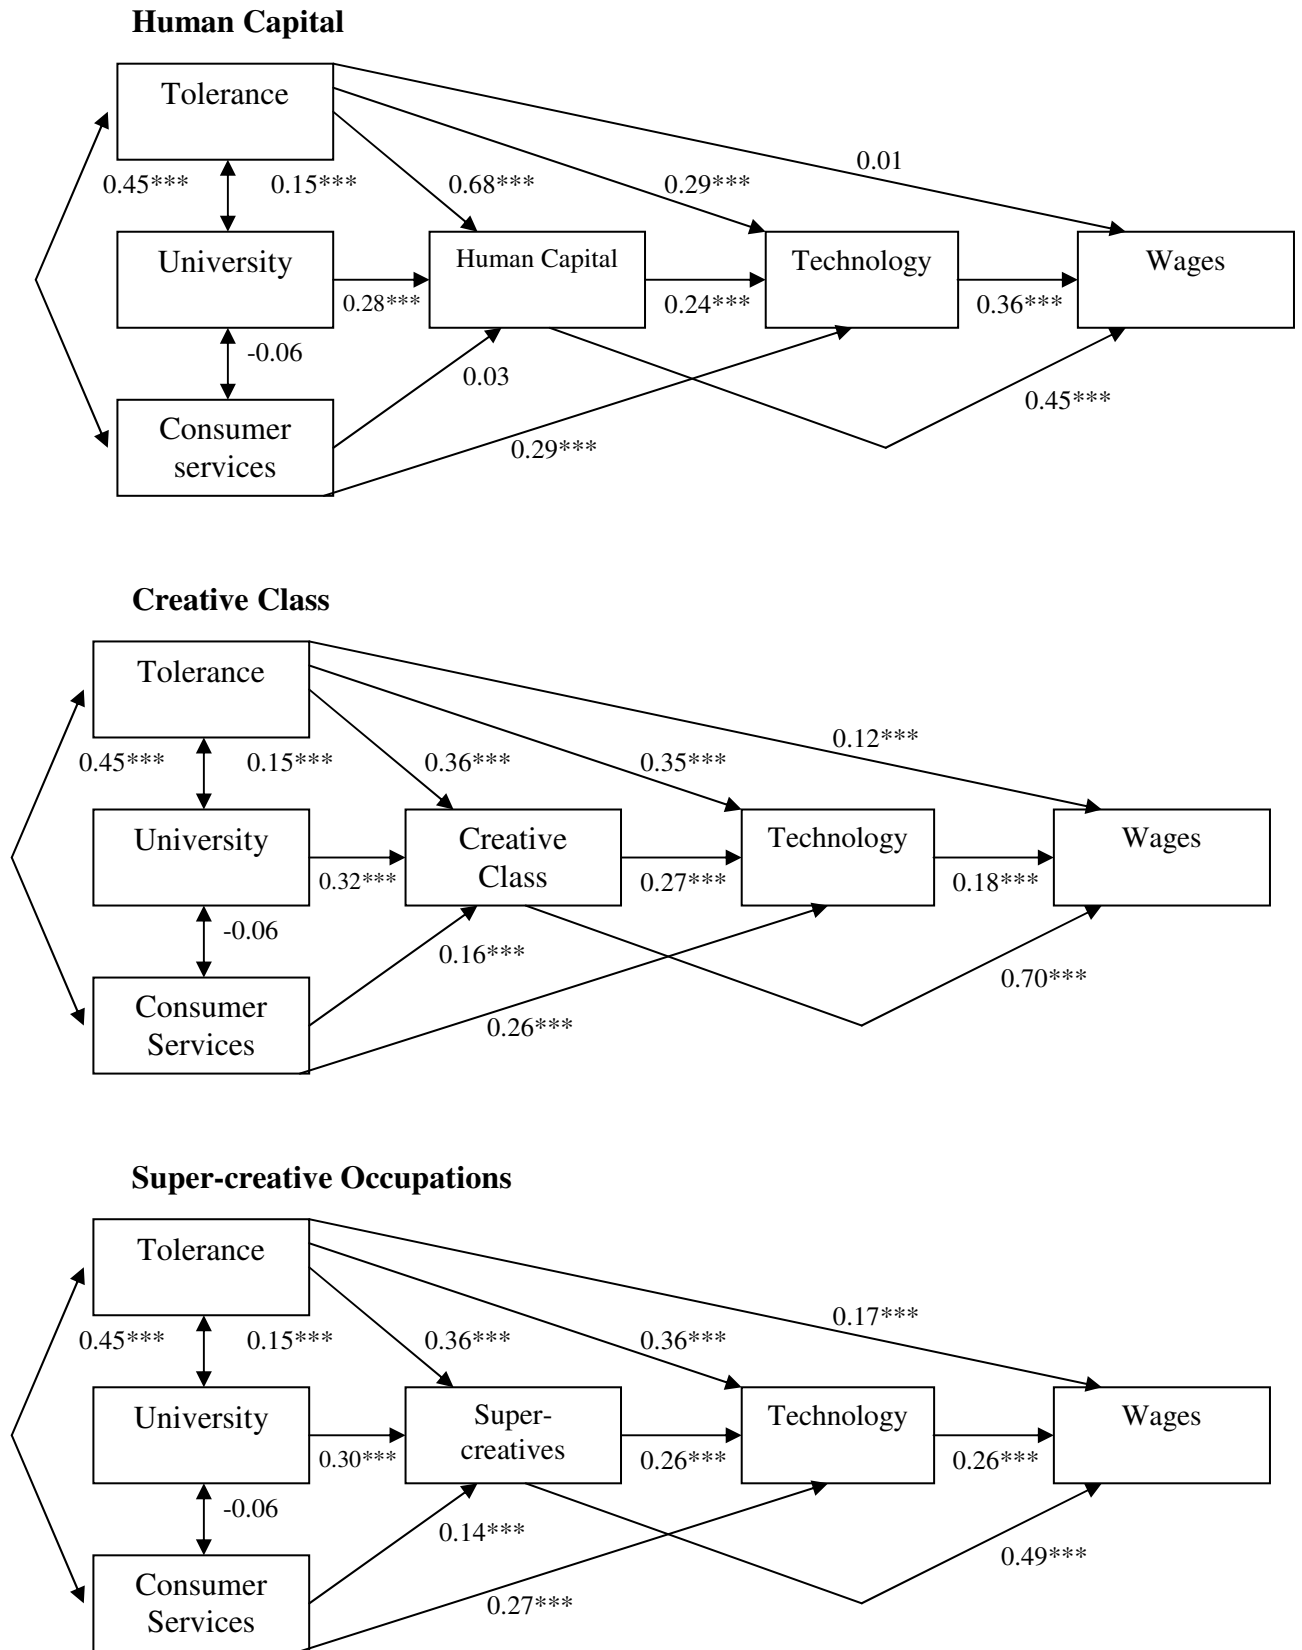 Human Capital
Tolerance
0.01
0.45***
0.15***
0.68***
0.29***
University
Human Capital
Technology
Wages
0.28***
0.24***
0.36***
-0.06
0.03
0.45***
Consumer
services
0.29***
Creative Class
Tolerance
0.12***
0.45***
0.15***
0.36***
0.35***
University
Creative
Class
Technology
Wages
0.32***
0.27***
0.18***
-0.06
0.16***
0.70***
Consumer
Services
0.26***
Super-creative Occupations
Tolerance
0.17***
0.45***
0.15***
0.36***
0.36***
University
Super-
creatives
Technology
Wages
0.30***
0.26***
0.26***
-0.06
0.14***
0.49***
Consumer
Services
0.27***